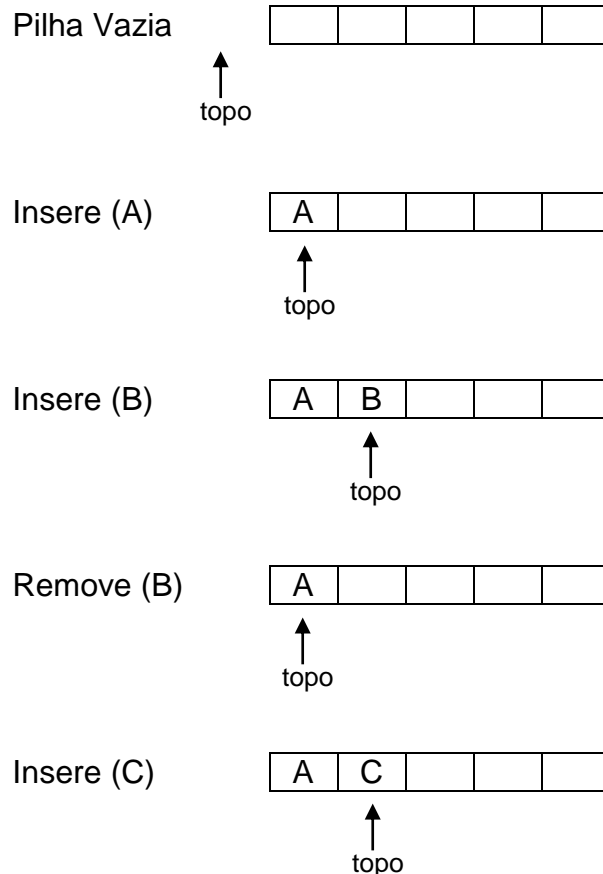 Pilha Vazia
topo
Insere (A)
A
topo
Insere (B)
A B
topo
Remove (B)
A
topo
Insere (C)
A C
topo